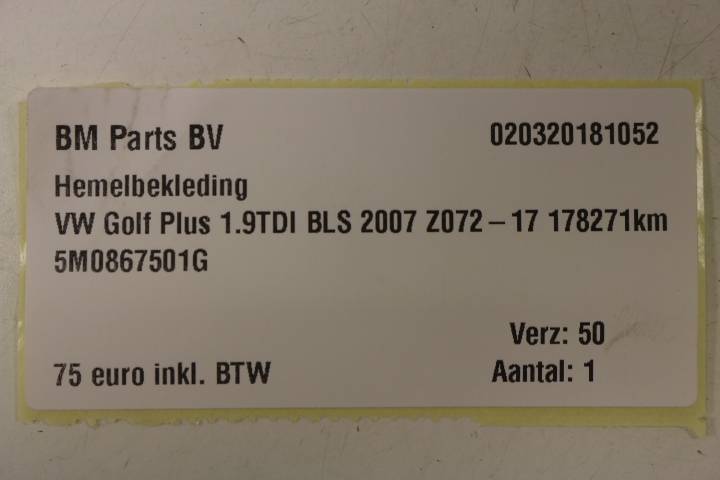 BM Parts BV 020320181052
Hemelbekleding
VW Golf Plus 1.9TDI BLS 2007 Z072-17 178271km
5M0867501G
Verz: 50
75 euro inkl. BTW Aantal: 1